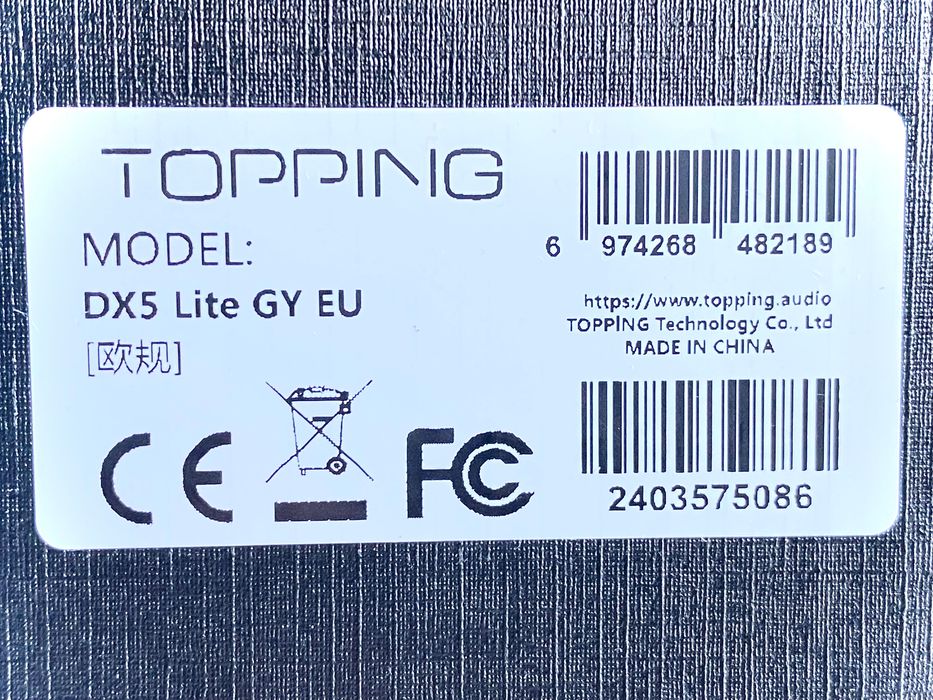 TOPPING
MODEL:
DX5 Lite GY EU
[欧规]
CE
FC
6 974268 482189
https://www.topping.audio
TOPPING Technology Co., Ltd
MADE IN CHINA
2403575086